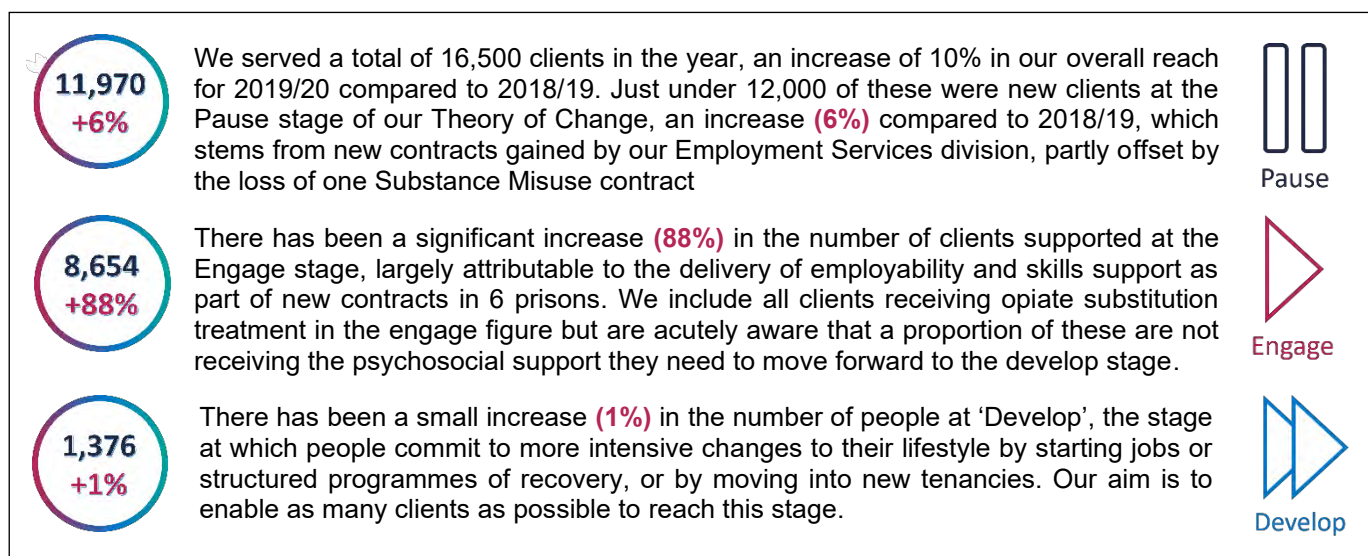 11,970
+6%
We served a total of 16,500 clients in the year, an increase of 10% in our overall reach
for 2019/20 compared to 2018/19. Just under 12,000 of these were new clients at the
Pause stage of our Theory of Change, an increase (6%) compared to 2018/19, which
stems from new contracts gained by our Employment Services division, partly offset by
the loss of one Substance Misuse contract
Pause
8,654
+88%
There has been a significant increase (88%) in the number of clients supported at the
Engage stage, largely attributable to the delivery of employability and skills support as
part of new contracts in 6 prisons. We include all clients receiving opiate substitution
treatment in the engage figure but are acutely aware that a proportion of these are not
receiving the psychosocial support they need to move forward to the develop stage.
Engage
1,376
+1%
There has been a small increase (1%) in the number of people at ‘Develop’, the stage
at which people commit to more intensive changes to their lifestyle by starting jobs or
structured programmes of recovery, or by moving into new tenancies. Our aim is to
enable as many clients as possible to reach this stage.
Develop